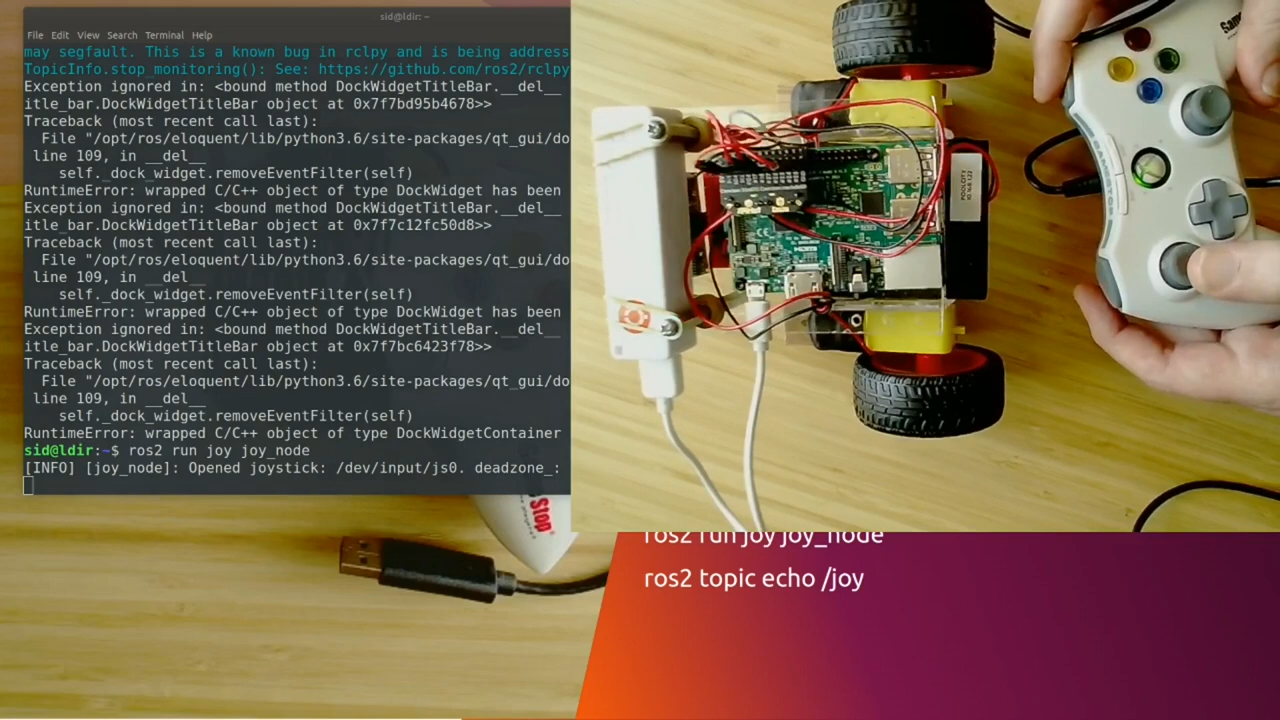 sid@ldir: ~
File Edit View Search Terminal Help
may segfault. This is a known bug in rclpy and is being address
TopicInfo.stop_monitoring(): See: https://github.com/ros2/rclpy
Exception ignored in: <bound method DockWidgetTitleBar.__del__
itle_bar.DockWidgetTitleBar object at 0x7f7bd95b4678>>
Traceback (most recent call last):
File "/opt/ros/eloquent/lib/python3.6/site-packages/qt_gui/do
line 109, in __del__
self._dock_widget.removeEventFilter(self)
RuntimeError: wrapped C/C++ object of type DockWidget has been
Exception ignored in: <bound method DockWidgetTitleBar.__del__
itle_bar.DockWidgetTitleBar object at 0x7f7c12fc50d8>>
Traceback (most recent call last):
File "/opt/ros/eloquent/lib/python3.6/site-packages/qt_gui/do
line 109, in __del__
self._dock_widget.removeEventFilter(self)
RuntimeError: wrapped C/C++ object of type DockWidget has been
Exception ignored in: <bound method DockWidgetTitleBar.__del__
itle_bar.DockWidgetTitleBar object at 0x7f7bc6423f78>>
Traceback (most recent call last):
File "/opt/ros/eloquent/lib/python3.6/site-packages/qt_gui/do
line 109, in __del__
self._dock_widget.removeEventFilter(self)
RuntimeError: wrapped C/C++ object of type DockWidgetContainer
sid@ldir:~$ ros2 run joy joy_node
[INFO] [joy_node]: Opened joystick: /dev/input/js0. deadzone_:
ros2 run joy joy_node
ros2 topic echo /joy
Stop